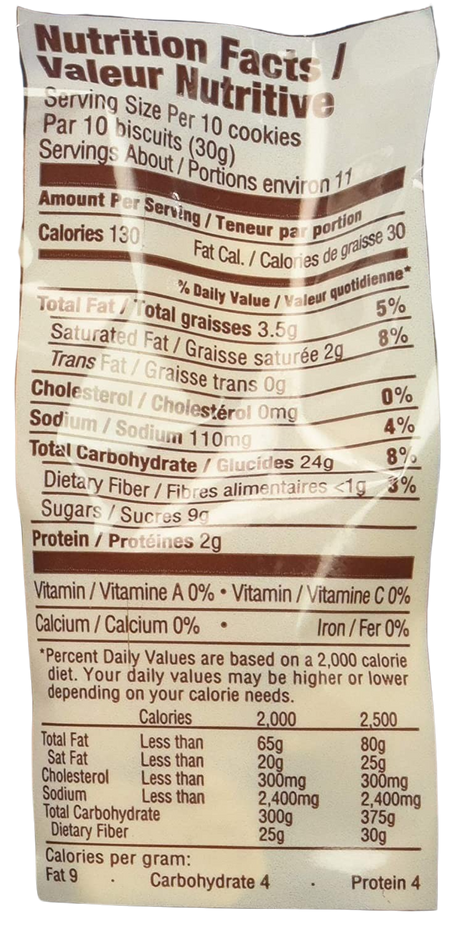 Nutrition Facts /
Valeur Nutritive
Serving Size Per 10 cookies
Par 10 biscuits (30g)
Servings About / Portions environ 11
Amount Per Serving / Teneur par portion
Calories 130 Fat Cal. / Calories de graisse 30
% Daily Value / Valeur quotidienne*
Total Fat / Total graisses 3.5g 5%
Saturated Fat / Graisse saturée 2g 8%
Trans Fat / Graisse trans 0g
Cholesterol / Cholestérol 0mg 0%
Sodium / Sodium 110mg 4%
Total Carbohydrate / Glucides 24g 8%
Dietary Fiber / Fibres alimentaires <1g 3%
Sugars / Sucres 9g
Protein / Protéines 2g
Vitamin / Vitamine A 0% • Vitamin / Vitamine C 0%
Calcium / Calcium 0% • Iron / Fer 0%
*Percent Daily Values are based on a 2,000 calorie
diet. Your daily values may be higher or lower
depending on your calorie needs.
Calories 2,000 2,500
Total Fat Less than 65g 80g
Sat Fat Less than 20g 25g
Cholesterol Less than 300mg 300mg
Sodium Less than 2,400mg 2,400mg
Total Carbohydrate 300g 375g
Dietary Fiber 25g 30g
Calories per gram:
Fat 9 · Carbohydrate 4 · Protein 4